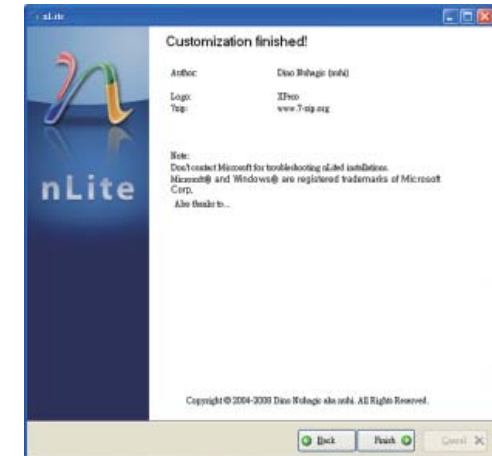 nLite
Customization finished!
Author: Dino Nuhagic (nuhi)
Logo: XPero
7zip: www.7-zip.org
Note:
Don't contact Microsoft for troubleshooting nLited installations.
Microsoft® and Windows® are registered trademarks of Microsoft
Corp.
Also thanks to...
nLite
Copyright © 2004-2008 Dino Nuhagic aka nuhi. All Rights Reserved.
Back Finish Cancel